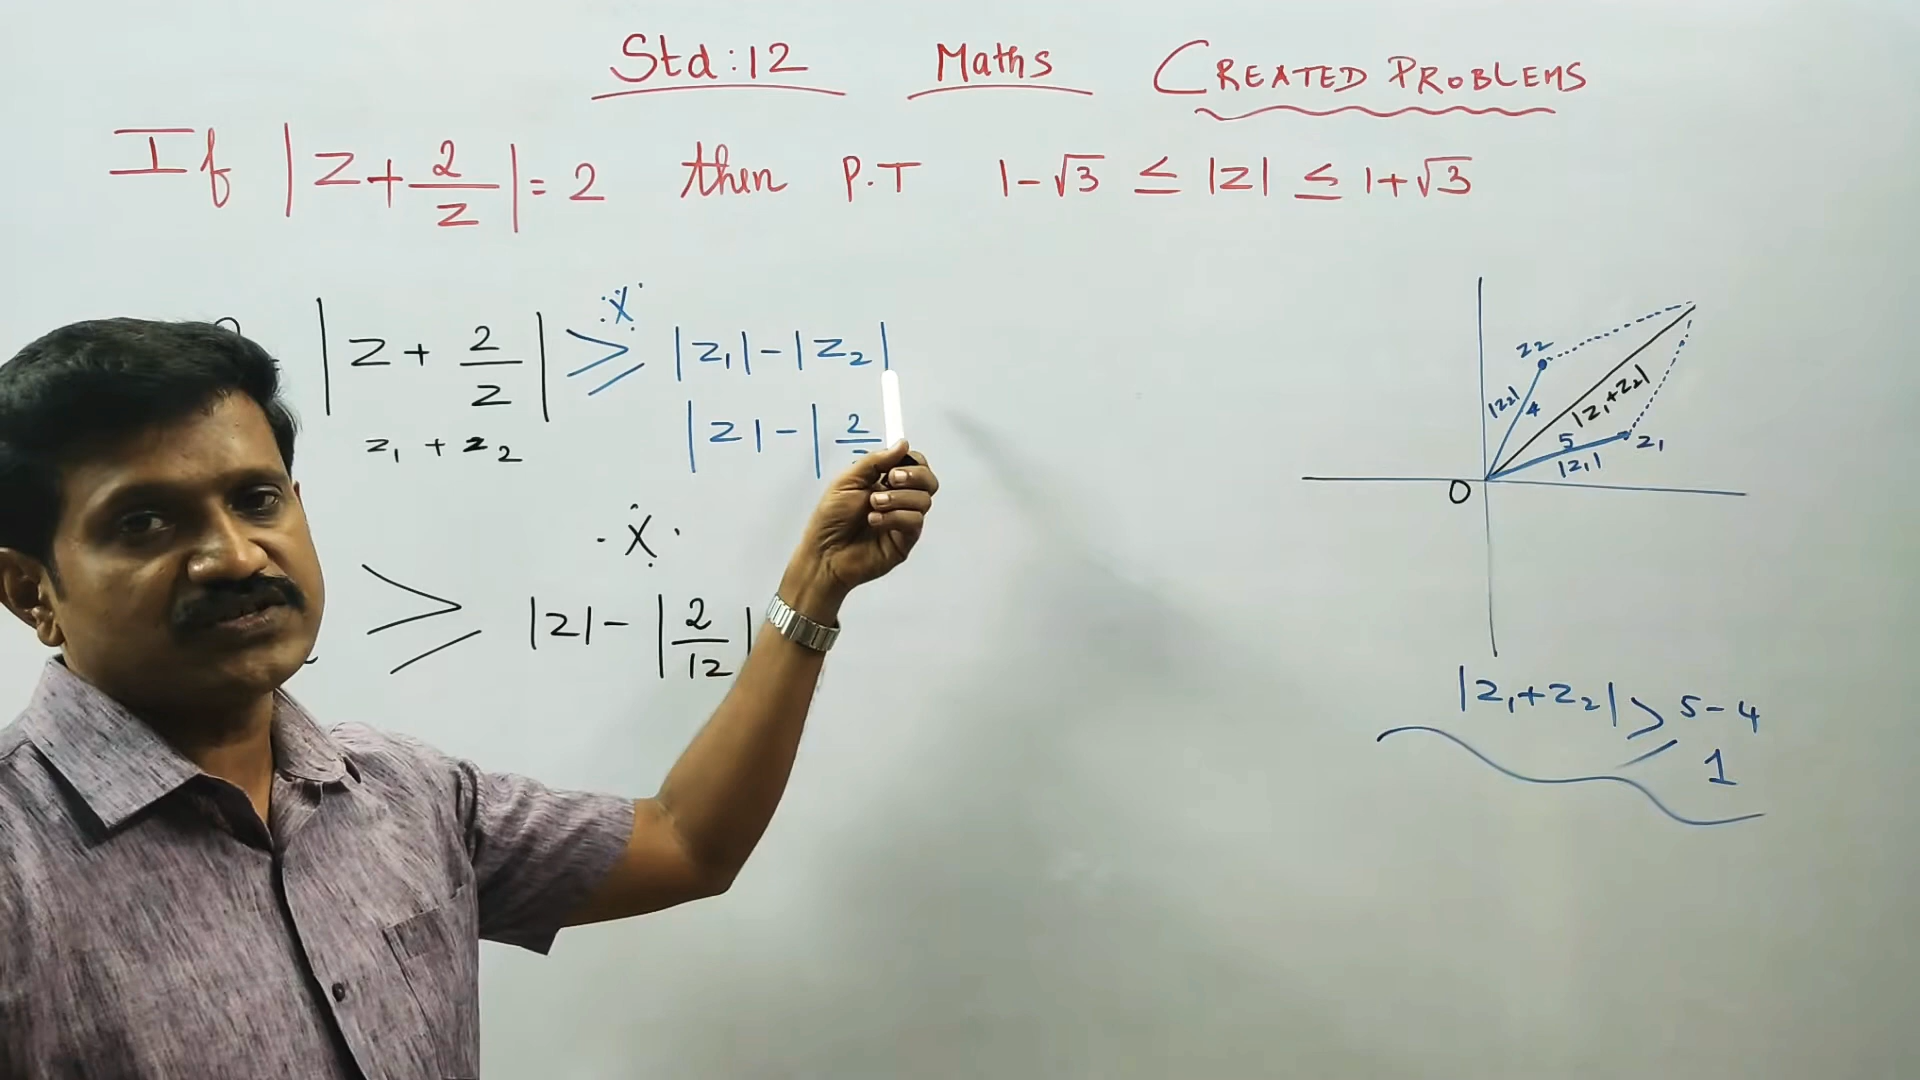 Std: 12 Maths CREATED PROBLEMS
If |z + 2/z| = 2 then P.T 1-√3 ≤ |z| ≤ 1+√3
|z + 2/z| ≥ |z₁| - |z₂|
z₁ + z₂
|z| - |2
X
X
≥ |z| - |2/12|
z2
|z2|
4
|z₁+z₂|
5
z₁
|z₁|
O
|z₁+z₂| ≥ 5-4
1